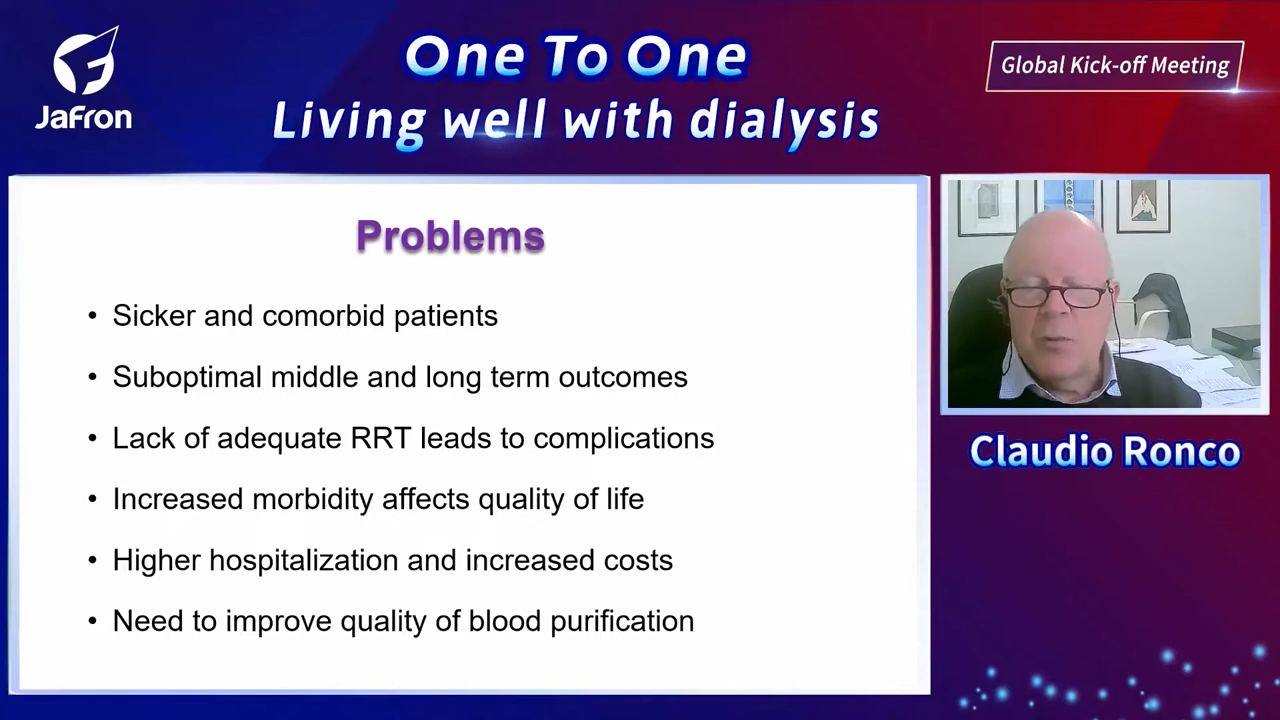 JaFron
One To One
Living well with dialysis
Global Kick-off Meeting
Problems
• Sicker and comorbid patients
• Suboptimal middle and long term outcomes
• Lack of adequate RRT leads to complications
• Increased morbidity affects quality of life
• Higher hospitalization and increased costs
• Need to improve quality of blood purification
Claudio Ronco